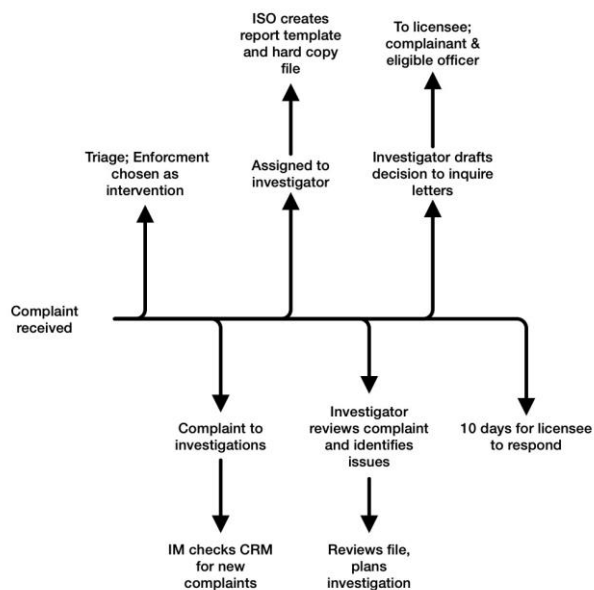 ISO creates
report template
and hard copy
file
To licensee;
complainant &
eligible officer
Triage; Enforcment
chosen as
intervention
Assigned to
investigator
Investigator drafts
decision to inquire
letters
Complaint
received
Complaint to
investigations
Investigator
reviews complaint
and identifies
issues
10 days for licensee
to respond
IM checks CRM
for new
complaints
Reviews file,
plans
investigation